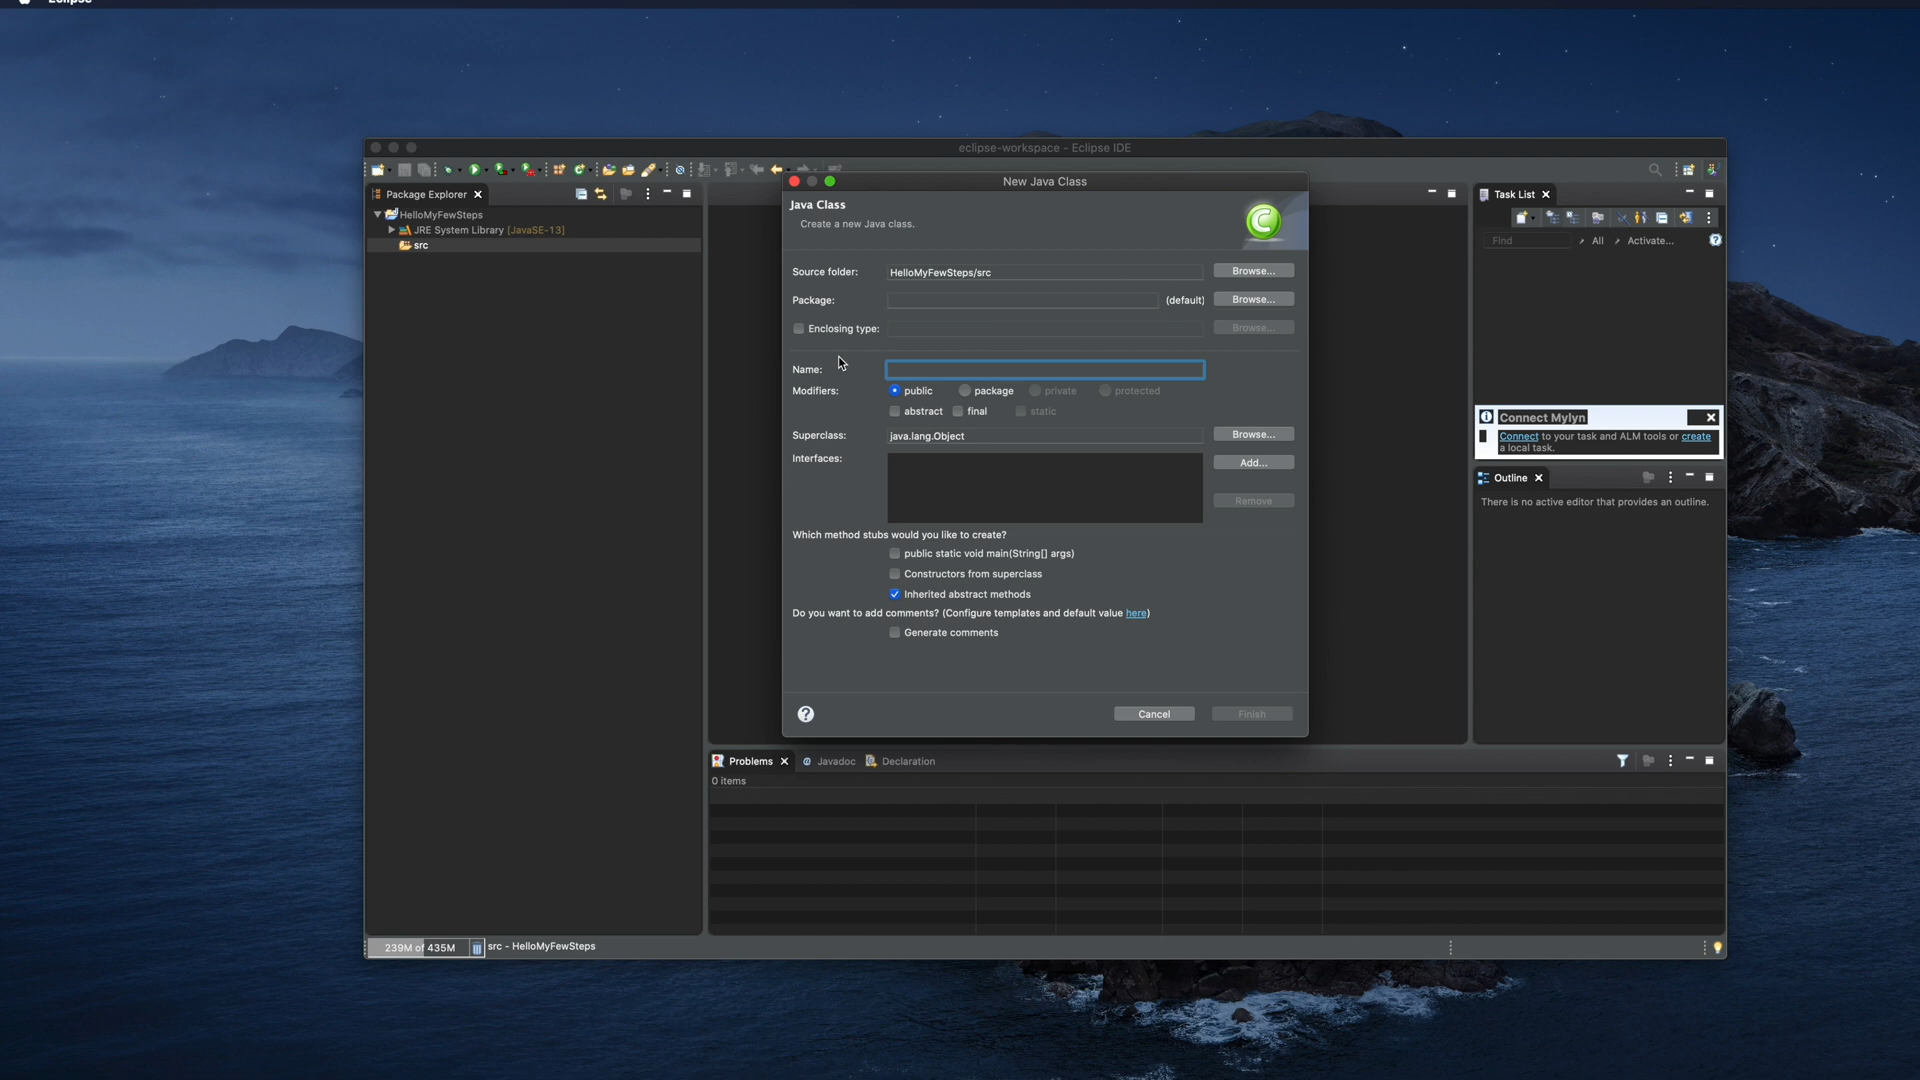 Eclipse
eclipse-workspace - Eclipse IDE
Package Explorer
HelloMyFewSteps
JRE System Library [JavaSE-13]
src
New Java Class
Java Class
Create a new Java class.
Source folder: HelloMyFewSteps/src Browse...
Package: (default) Browse...
Enclosing type: Browse...
Name:
Modifiers: public package private protected
abstract final static
Superclass: java.lang.Object Browse...
Interfaces: Add...
Remove
Which method stubs would you like to create?
public static void main(String[] args)
Constructors from superclass
Inherited abstract methods
Do you want to add comments? (Configure templates and default value here)
Generate comments
Cancel Finish
Task List
Find All Activate...
Connect Mylyn
Connect to your task and ALM tools or create
a local task.
Outline
There is no active editor that provides an outline.
Problems Javadoc Declaration
0 items
239M of 435M src - HelloMyFewSteps